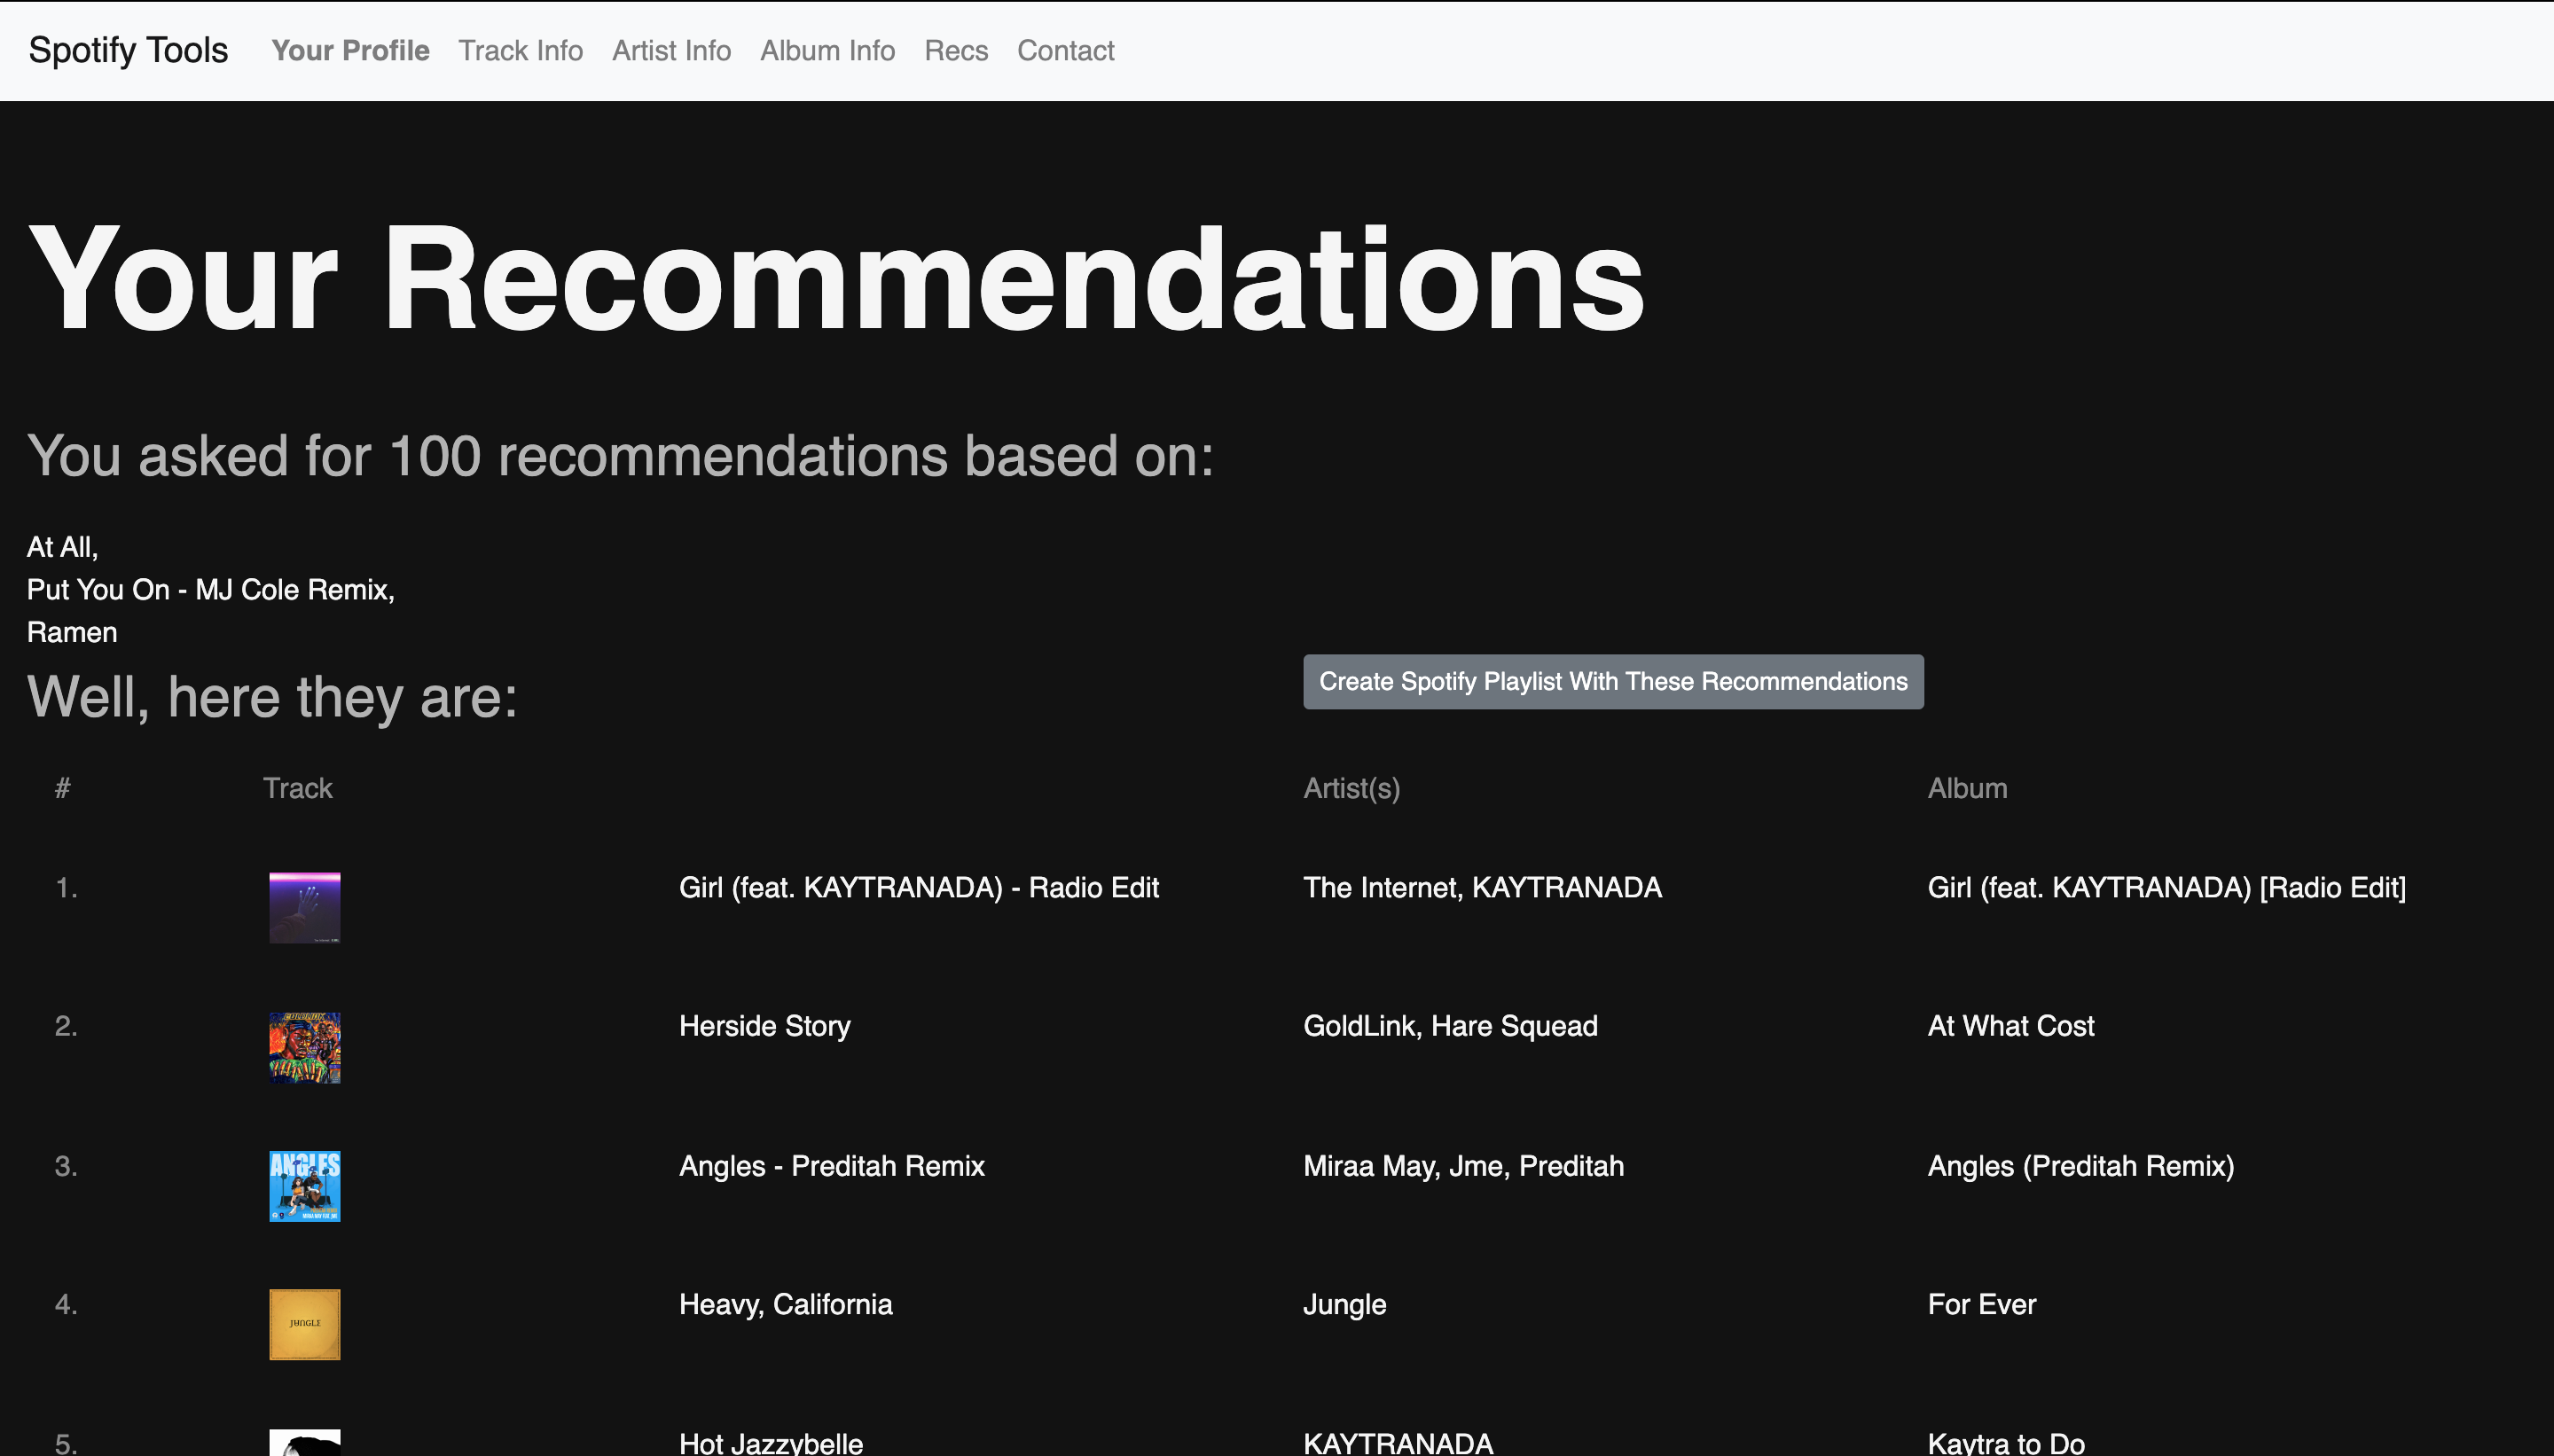 Spotify Tools Your Profile Track Info Artist Info Album Info Recs Contact
Your Recommendations
You asked for 100 recommendations based on:
At All,
Put You On - MJ Cole Remix,
Ramen
Create Spotify Playlist With These Recommendations
Well, here they are:
# Track Artist(s) Album
1. Girl (feat. KAYTRANADA) - Radio Edit The Internet, KAYTRANADA Girl (feat. KAYTRANADA) [Radio Edit]
GOLDLINK
2. Herside Story GoldLink, Hare Squead At What Cost
ANGLES
3. Angles - Preditah Remix Miraa May, Jme, Preditah Angles (Preditah Remix)
4. Heavy, California Jungle For Ever
JUNGLE
5. Hot Jazzybelle KAYTRANADA Kaytra to Do